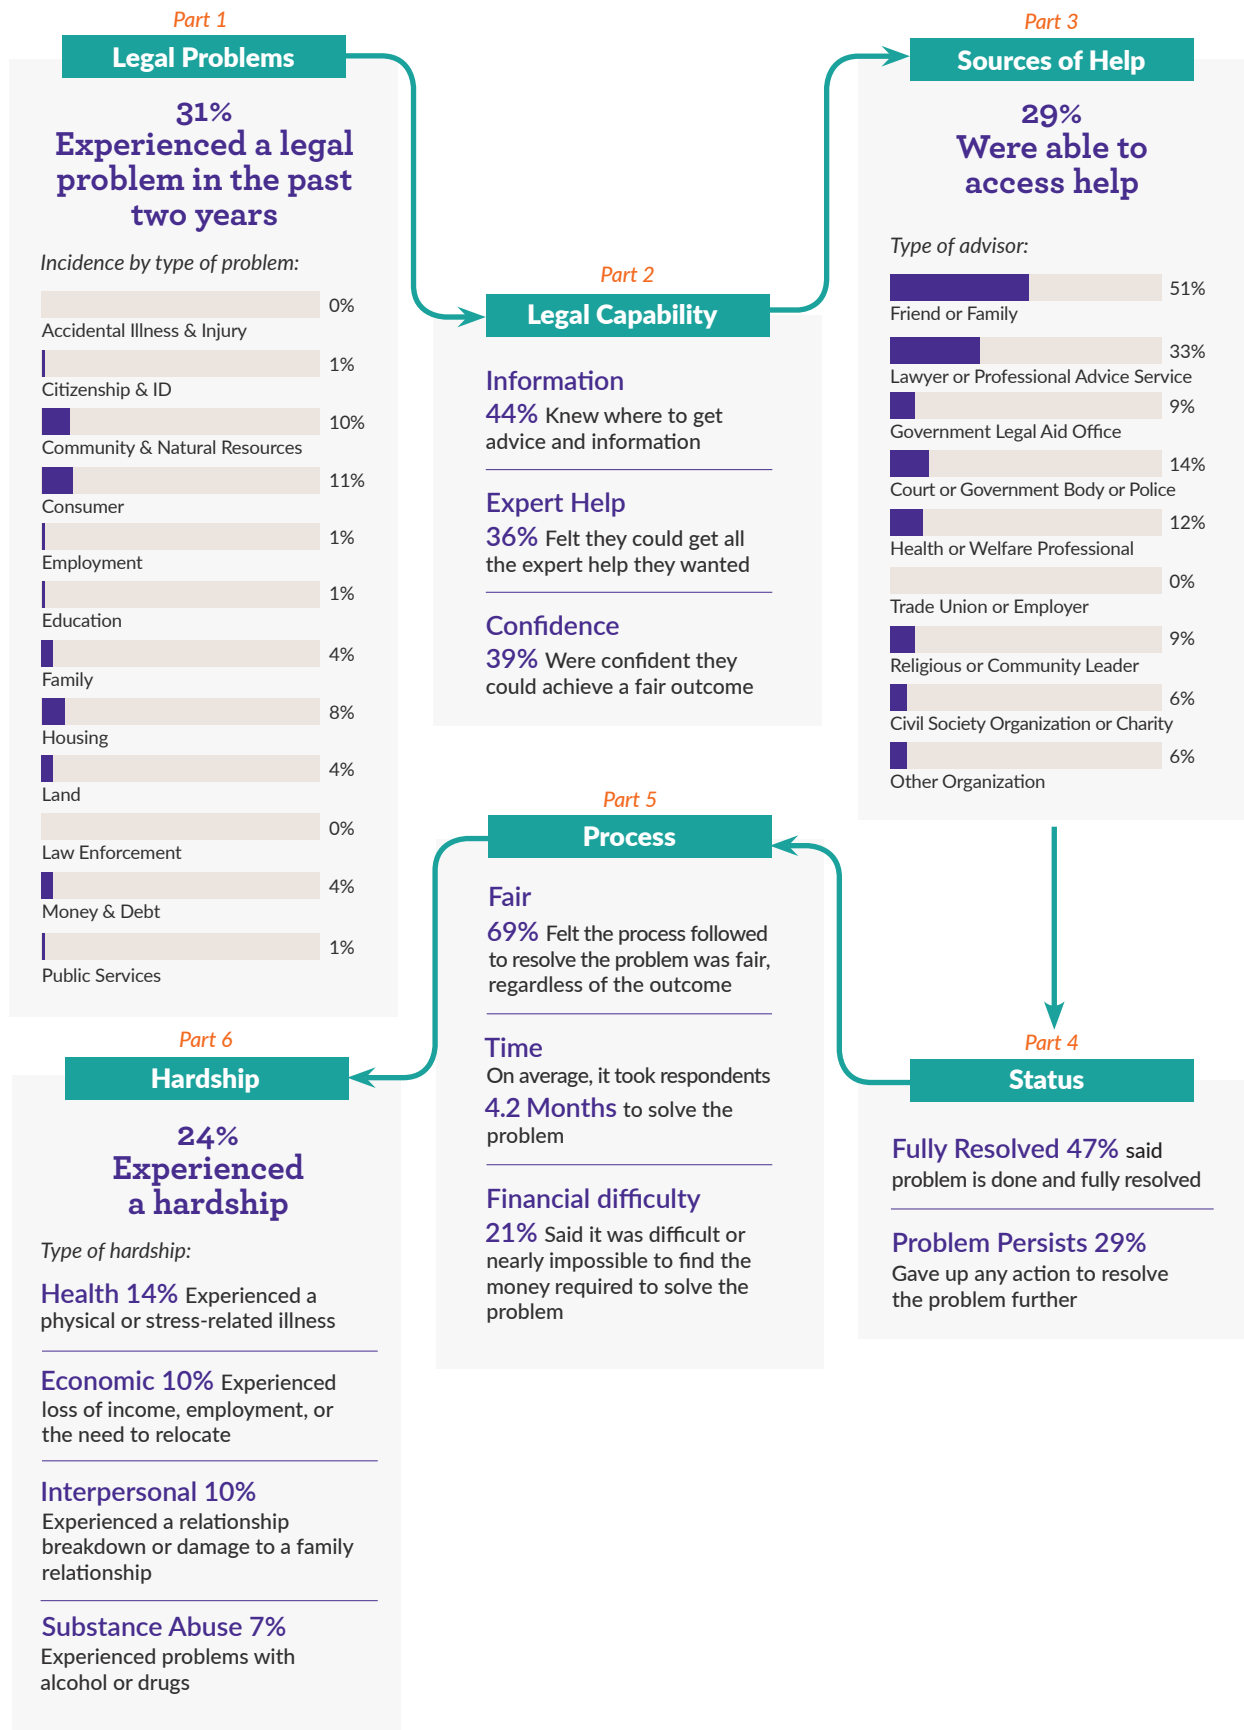 Part 1
Legal Problems
31%
Experienced a legal
problem in the past
two years
Incidence by type of problem:
0%
Accidental Illness & Injury
1%
Citizenship & ID
10%
Community & Natural Resources
11%
Consumer
1%
Employment
1%
Education
4%
Family
8%
Housing
4%
Land
0%
Law Enforcement
4%
Money & Debt
1%
Public Services
Part 2
Legal Capability
Information
44% Knew where to get
advice and information
Expert Help
36% Felt they could get all
the expert help they wanted
Confidence
39% Were confident they
could achieve a fair outcome
Part 3
Sources of Help
29%
Were able to
access help
Type of advisor:
51%
Friend or Family
33%
Lawyer or Professional Advice Service
9%
Government Legal Aid Office
14%
Court or Government Body or Police
12%
Health or Welfare Professional
0%
Trade Union or Employer
9%
Religious or Community Leader
6%
Civil Society Organization or Charity
6%
Other Organization
Part 4
Status
Fully Resolved 47% said
problem is done and fully resolved
Problem Persists 29%
Gave up any action to resolve
the problem further
Part 5
Process
Fair
69% Felt the process followed
to resolve the problem was fair,
regardless of the outcome
Time
On average, it took respondents
4.2 Months to solve the
problem
Financial difficulty
21% Said it was difficult or
nearly impossible to find the
money required to solve the
problem
Part 6
Hardship
24%
Experienced
a hardship
Type of hardship:
Health 14% Experienced a
physical or stress-related illness
Economic 10% Experienced
loss of income, employment, or
the need to relocate
Interpersonal 10%
Experienced a relationship
breakdown or damage to a family
relationship
Substance Abuse 7%
Experienced problems with
alcohol or drugs